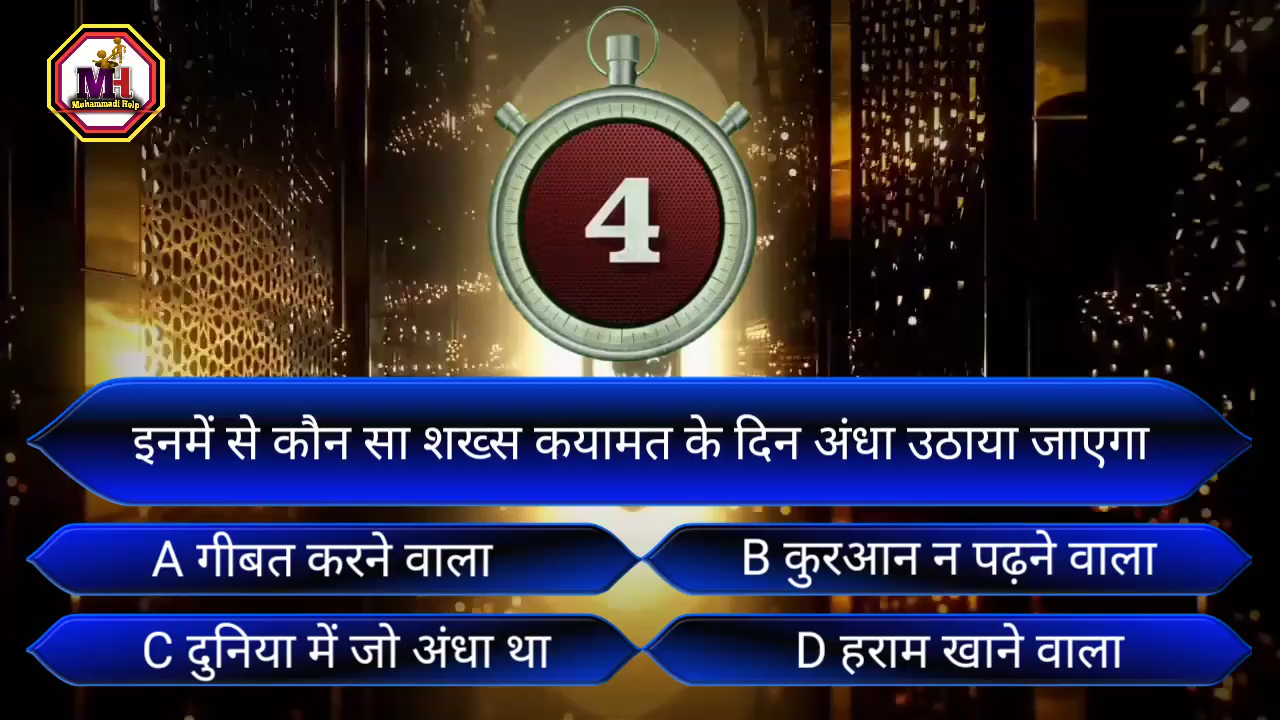 MH
Muhammadi Help
4
इनमें से कौन सा शख्स कयामत के दिन अंधा उठाया जाएगा
A गीबत करने वाला
B कुरआन न पढ़ने वाला
C दुनिया में जो अंधा था
D हराम खाने वाला